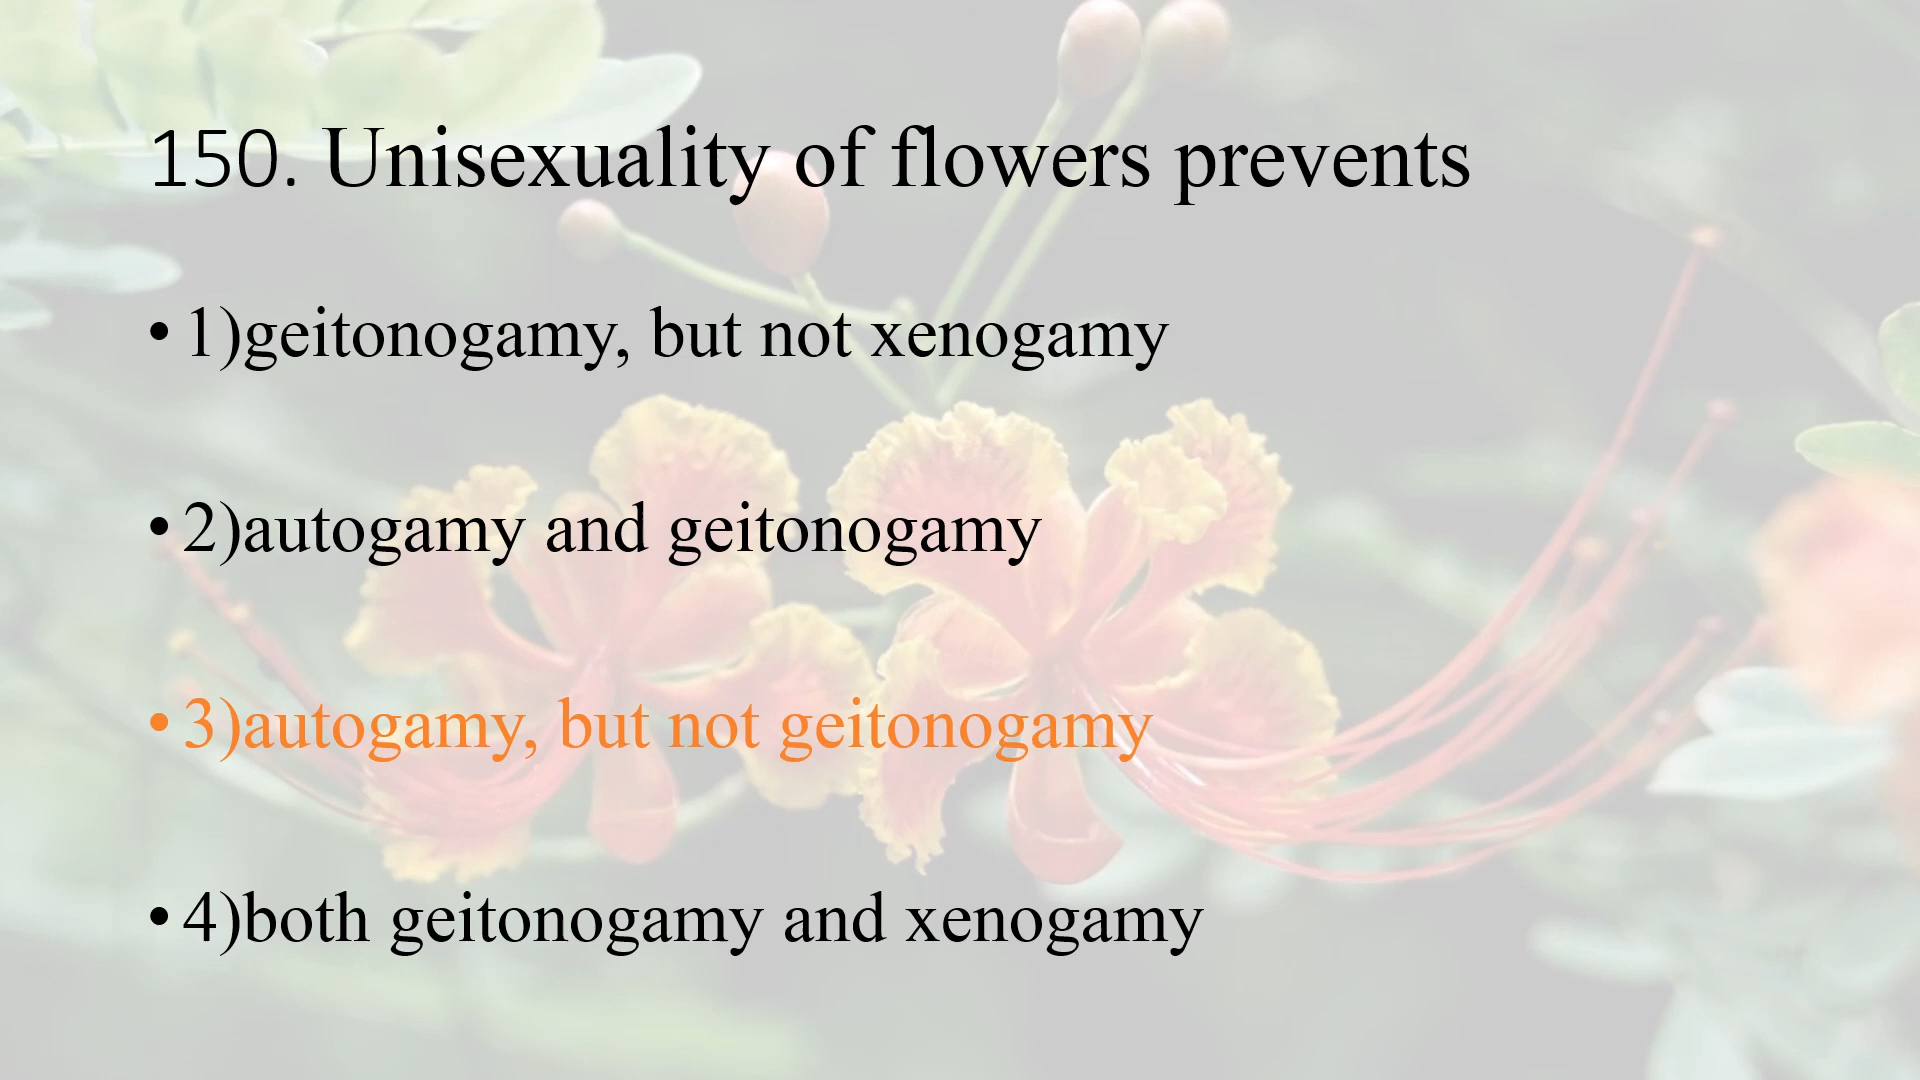 150. Unisexuality of flowers prevents
• 1)geitonogamy, but not xenogamy
• 2)autogamy and geitonogamy
• 3)autogamy, but not geitonogamy
• 4)both geitonogamy and xenogamy